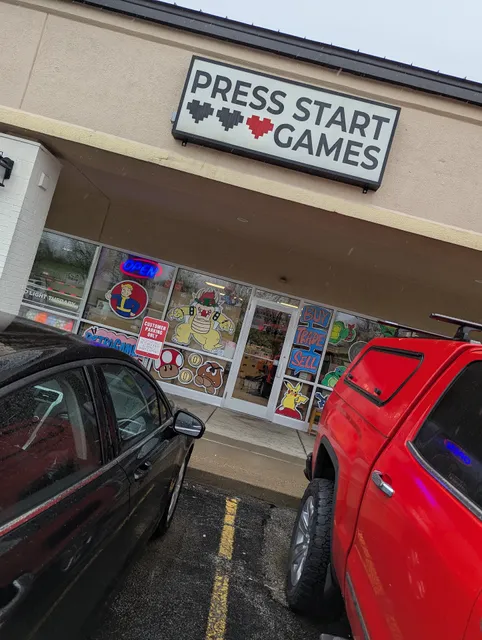 PRESS START
GAMES
OPEN
CUSTOMER
PARKING
ONLY
BUY
TRADE
SELL